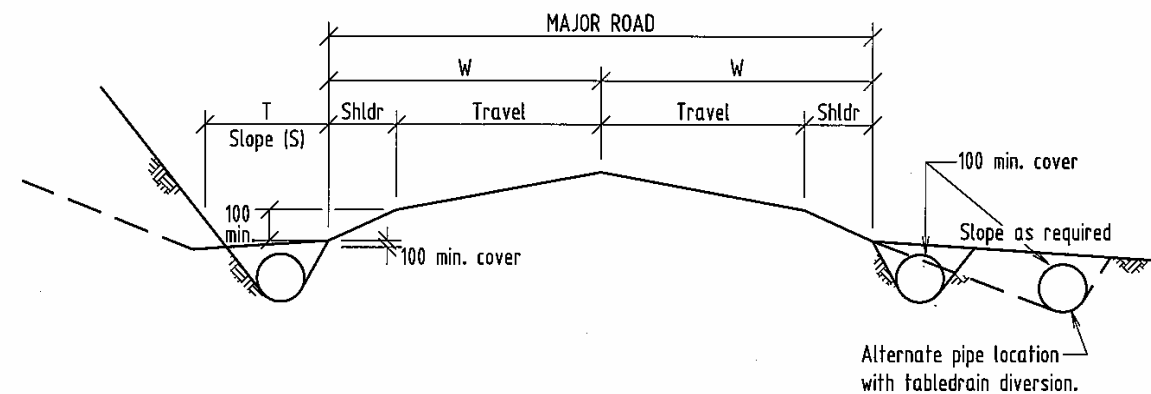 MAJOR ROAD
W
W
T
Shldr
Travel
Travel
Shldr
Slope (S)
100 min. cover
100
min.
Slope as required
100 min. cover
Alternate pipe location
with tabledrain diversion.